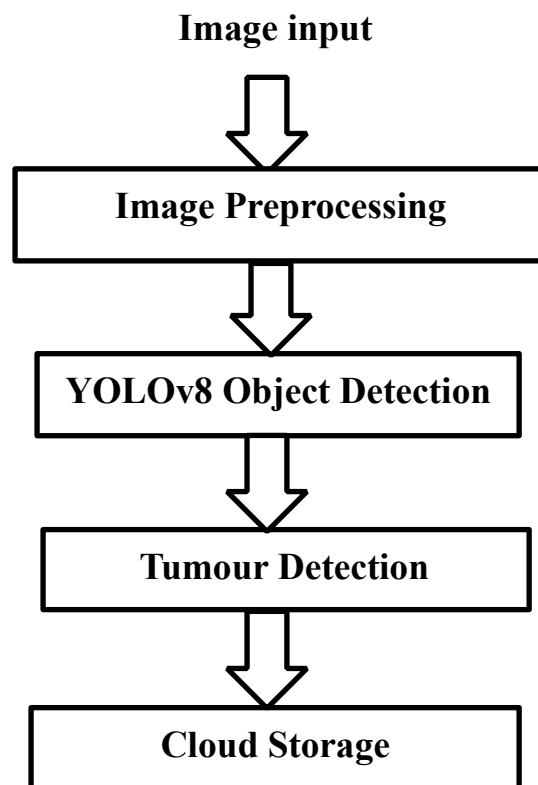 Image input
Image Preprocessing
YOLOv8 Object Detection
Tumour Detection
Cloud Storage